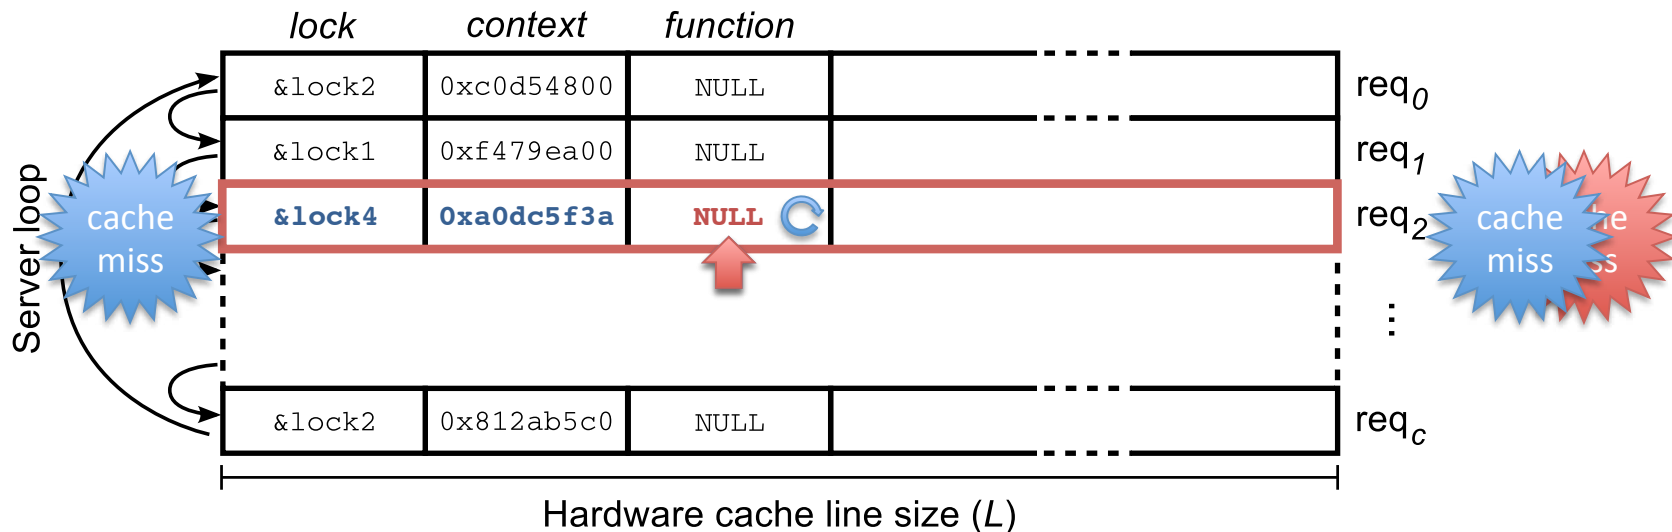 lock context function
&lock2 0xc0d54800 NULL req0
&lock1 0xf479ea00 NULL req1
&lock4 0xa0dc5f3a NULL req2
cache miss
cache miss
Server loop
...
&lock2 0x812ab5c0 NULL reqc
Hardware cache line size (L)